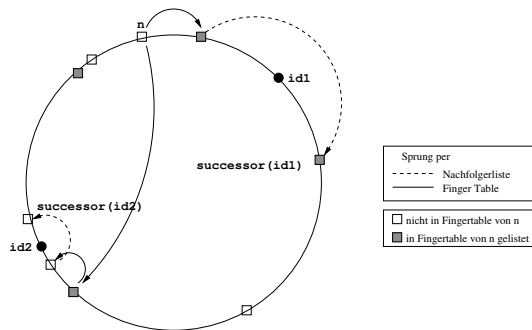 n
id1
successor(id1)
successor(id2)
id2
Sprung per
Nachfolgerliste
Finger Table
nicht in Fingertable von n
in Fingertable von n gelistet